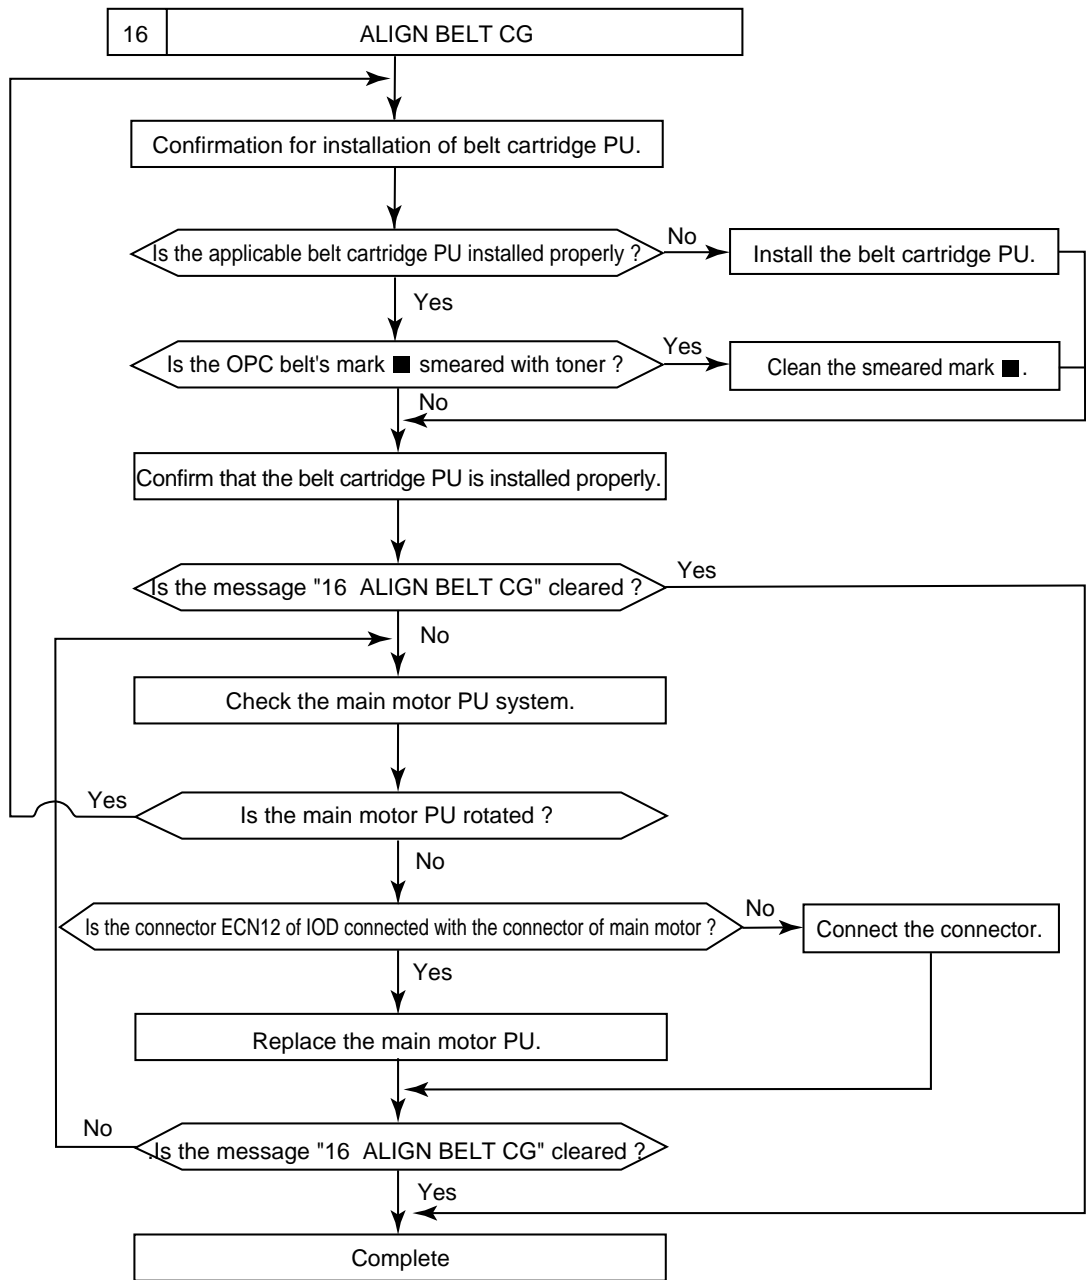 16 ALIGN BELT CG
Confirmation for installation of belt cartridge PU.
Is the applicable belt cartridge PU installed properly ?
No
Install the belt cartridge PU.
Yes
Is the OPC belt's mark ■ smeared with toner ?
Yes
Clean the smeared mark ■.
No
Confirm that the belt cartridge PU is installed properly.
Is the message "16 ALIGN BELT CG" cleared ?
Yes
No
Check the main motor PU system.
Yes
Is the main motor PU rotated ?
No
Is the connector ECN12 of IOD connected with the connector of main motor ?
No
Connect the connector.
Yes
Replace the main motor PU.
No
.Is the message "16 ALIGN BELT CG" cleared ?
Yes
Complete